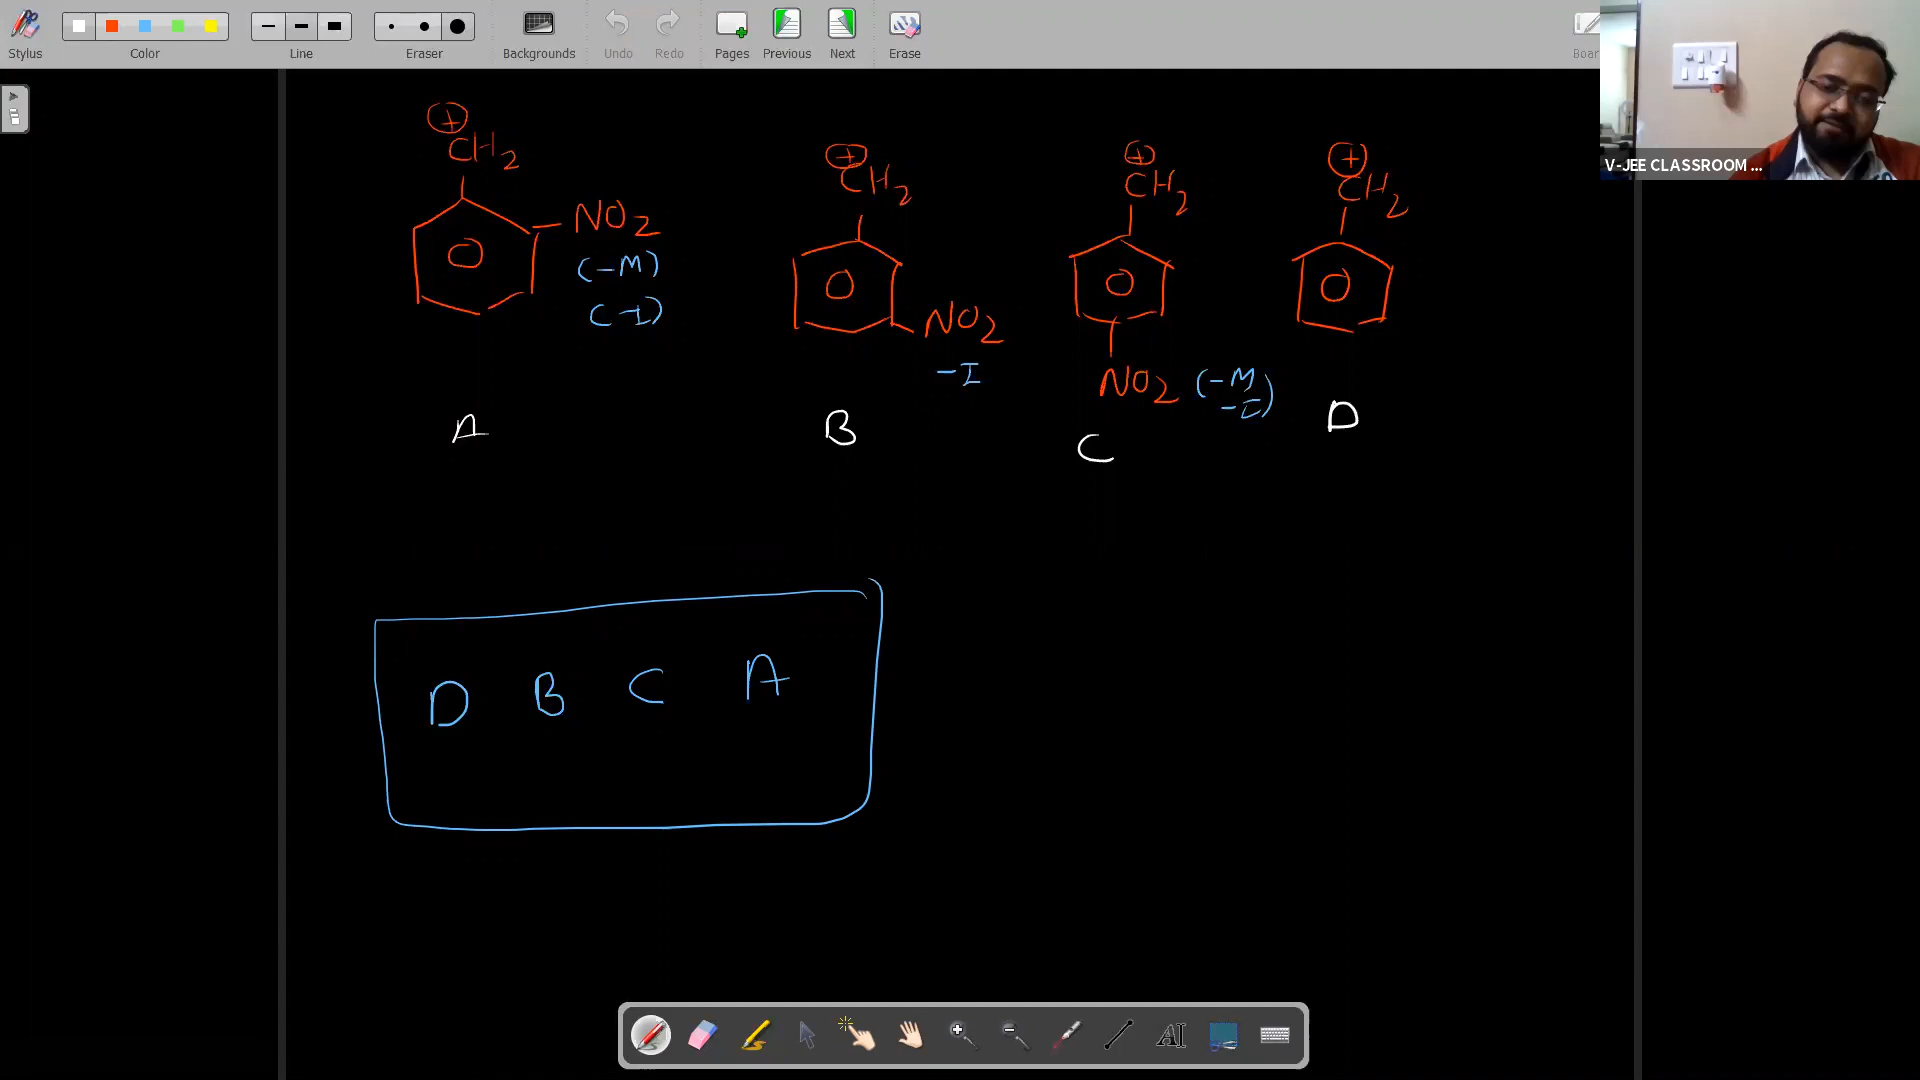 Stylus
Color
Line
Eraser
Backgrounds
Undo
Redo
Pages
Previous
Next
Erase
V-JEE CLASSROOM ...
⊕
CH2
NO2
(-M)
(-I)
A
⊕
CH2
NO2
-I
B
⊕
CH2
NO2 (-M
-I)
C
⊕
CH2
D
D B C A
AI